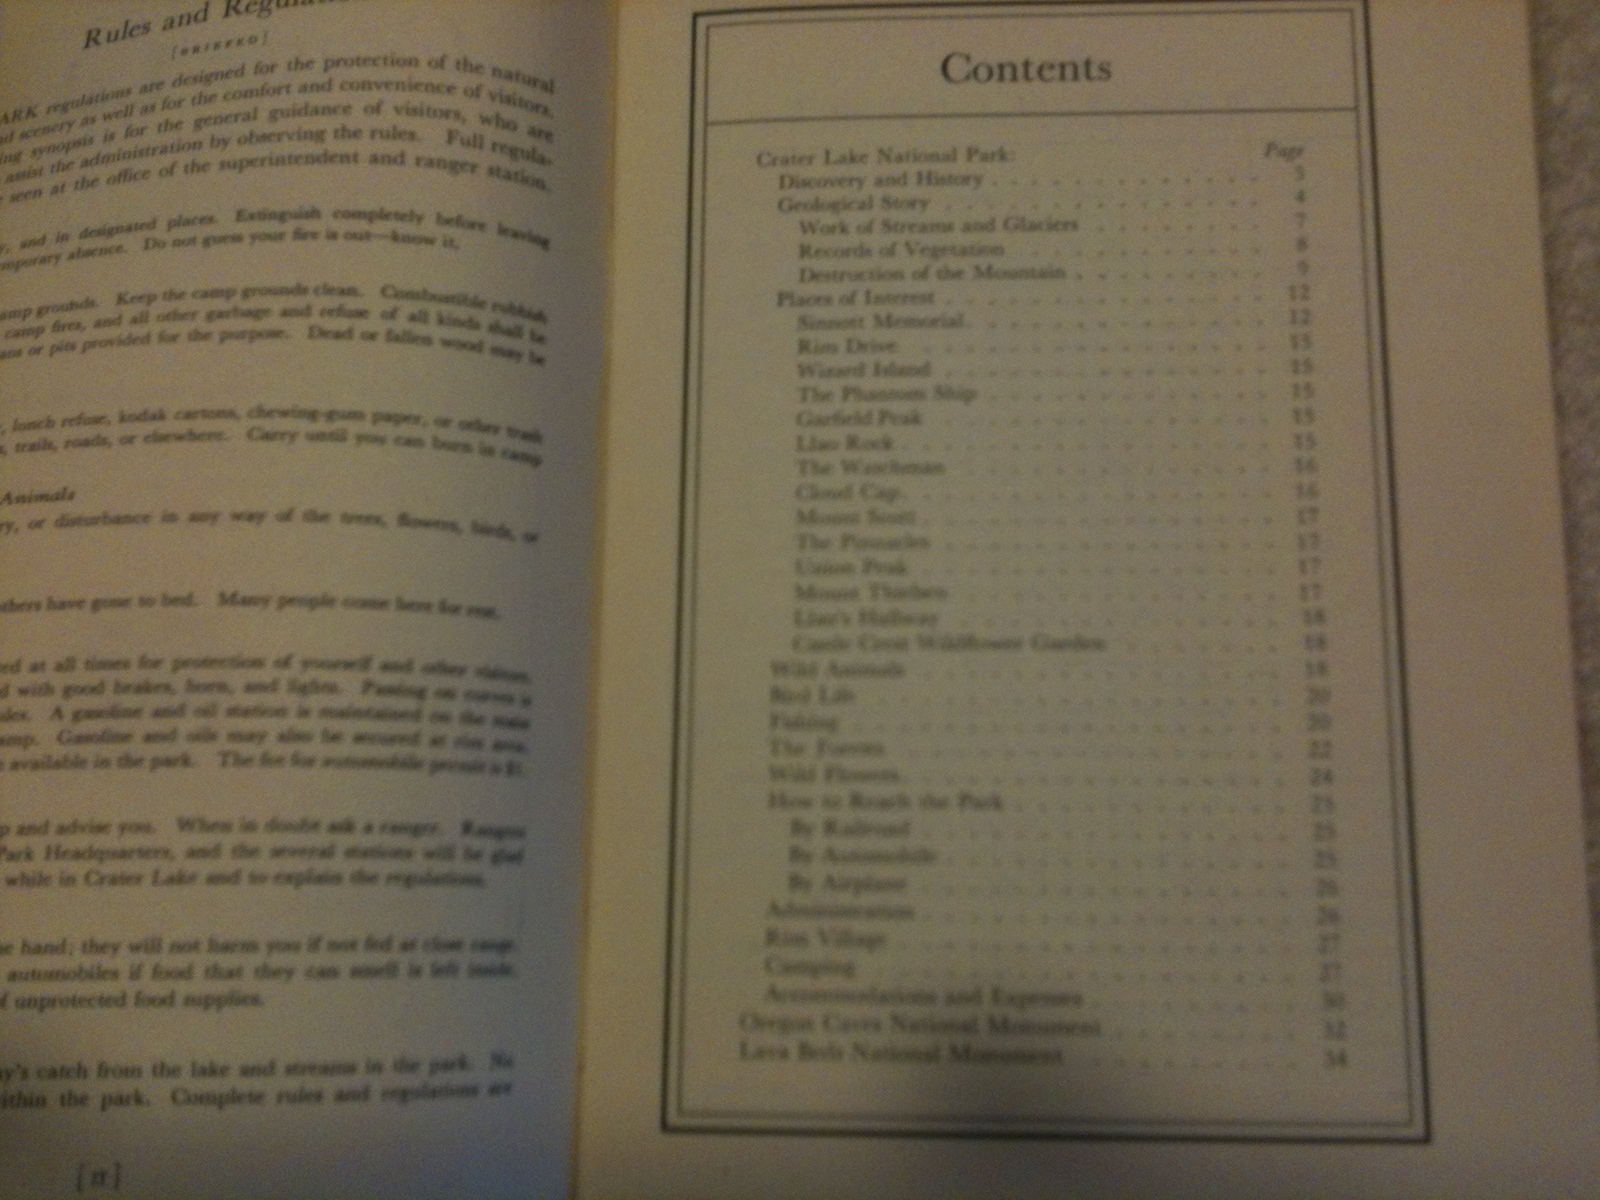 Rules and
[BRIEFED]
ARK regulations are designed for the protection of the natural
scenery as well as for the comfort and convenience of visitors.
synopsis is for the general guidance of visitors, who are
assist the administration by observing the rules. Full regula-
seen at the office of the superintendent and ranger station.
and in designated places. Extinguish completely before leaving
absence. Do not guess your fire is out—know it.
grounds. Keep the camp grounds clean. Combustible rubbish
camp fires, and all other garbage and refuse of all kinds shall be
or pits provided for the purpose. Dead or fallen wood may be
lunch refuse, kodak cartons, chewing-gum paper, or other trash
trails, roads, or elsewhere. Carry until you can burn in camp
Animals
or disturbance in any way of the trees, flowers, birds, or
have gone to bed. Many people come here for rest.
at all times for protection of yourself and other visitors.
with good brakes, horn, and lights. Passing on curves is
A gasoline and oil station is maintained on the main
Gasoline and oils may also be secured at rim area.
available in the park. The fee for automobile permit is $1.
and advise you. When in doubt ask a ranger. Rangers
Park Headquarters, and the several stations will be glad
while in Crater Lake and to explain the regulations.
hand; they will not harm you if not fed at close range.
automobiles if food that they can smell is left inside.
unprotected food supplies.
catch from the lake and streams in the park. No
within the park. Complete rules and regulations are
Contents
Page
Crater Lake National Park:
Discovery and History 3
Geological Story 4
Work of Streams and Glaciers 7
Records of Vegetation 8
Destruction of the Mountain 9
Places of Interest 12
Sinnott Memorial 12
Rim Drive 15
Wizard Island 15
The Phantom Ship 15
Garfield Peak 15
Llao Rock 15
The Watchman 16
Cloud Cap 16
Mount Scott 17
The Pinnacles 17
Union Peak 17
Mount Thielsen 17
Llao's Hallway 18
Castle Crest Wildflower Garden 18
Wild Animals 18
Bird Life 20
Fishing 20
The Forests 22
Wild Flowers 24
How to Reach the Park 25
By Railroad 25
By Automobile 25
By Airplane 26
Administration 26
Rim Village 27
Camping 27
Accommodations and Expenses 30
Oregon Caves National Monument 32
Lava Beds National Monument 34